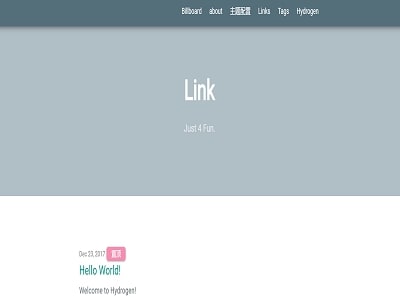 Billboard about 主题配置 Links Tags Hydrogen
Link
Just 4 Fun.
Dec 23, 2017 置顶
Hello World!
Welcome to Hydrogen!